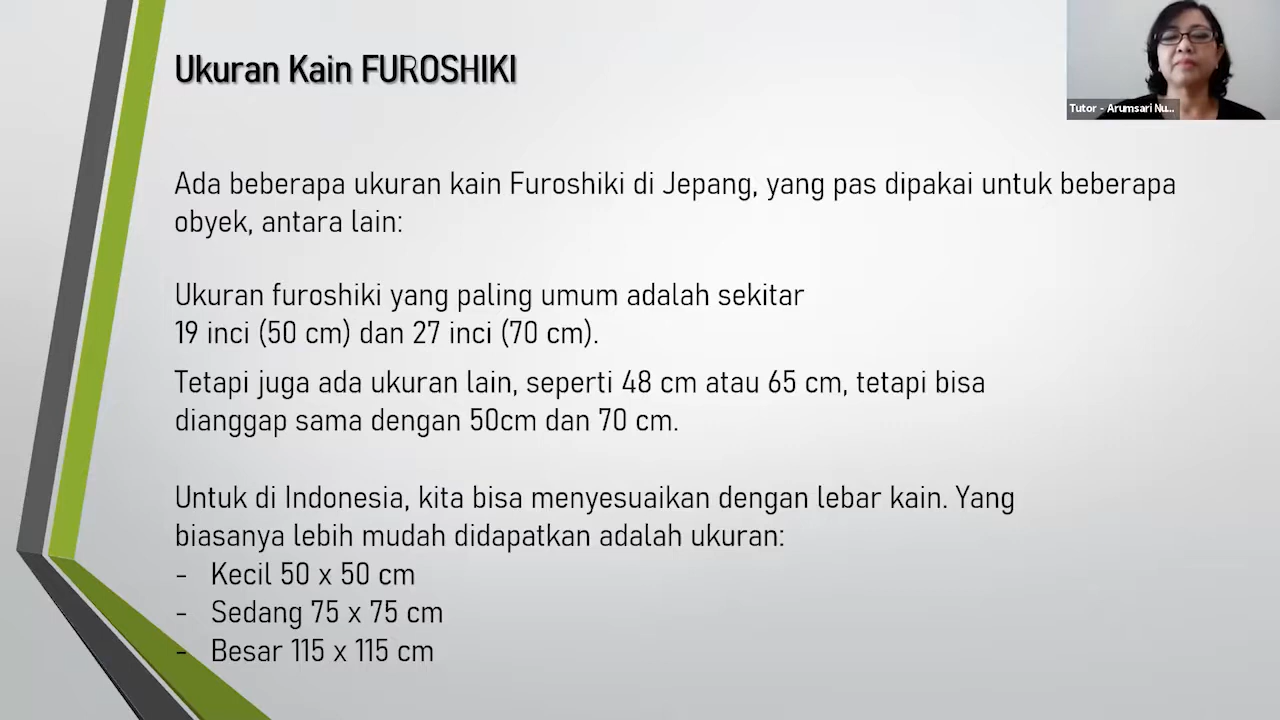 Ukuran Kain FUROSHIKI
Tutor - Arumsari Nu...
Ada beberapa ukuran kain Furoshiki di Jepang, yang pas dipakai untuk beberapa
obyek, antara lain:
Ukuran furoshiki yang paling umum adalah sekitar
19 inci (50 cm) dan 27 inci (70 cm).
Tetapi juga ada ukuran lain, seperti 48 cm atau 65 cm, tetapi bisa
dianggap sama dengan 50cm dan 70 cm.
Untuk di Indonesia, kita bisa menyesuaikan dengan lebar kain. Yang
biasanya lebih mudah didapatkan adalah ukuran:
- Kecil 50 x 50 cm
- Sedang 75 x 75 cm
- Besar 115 x 115 cm